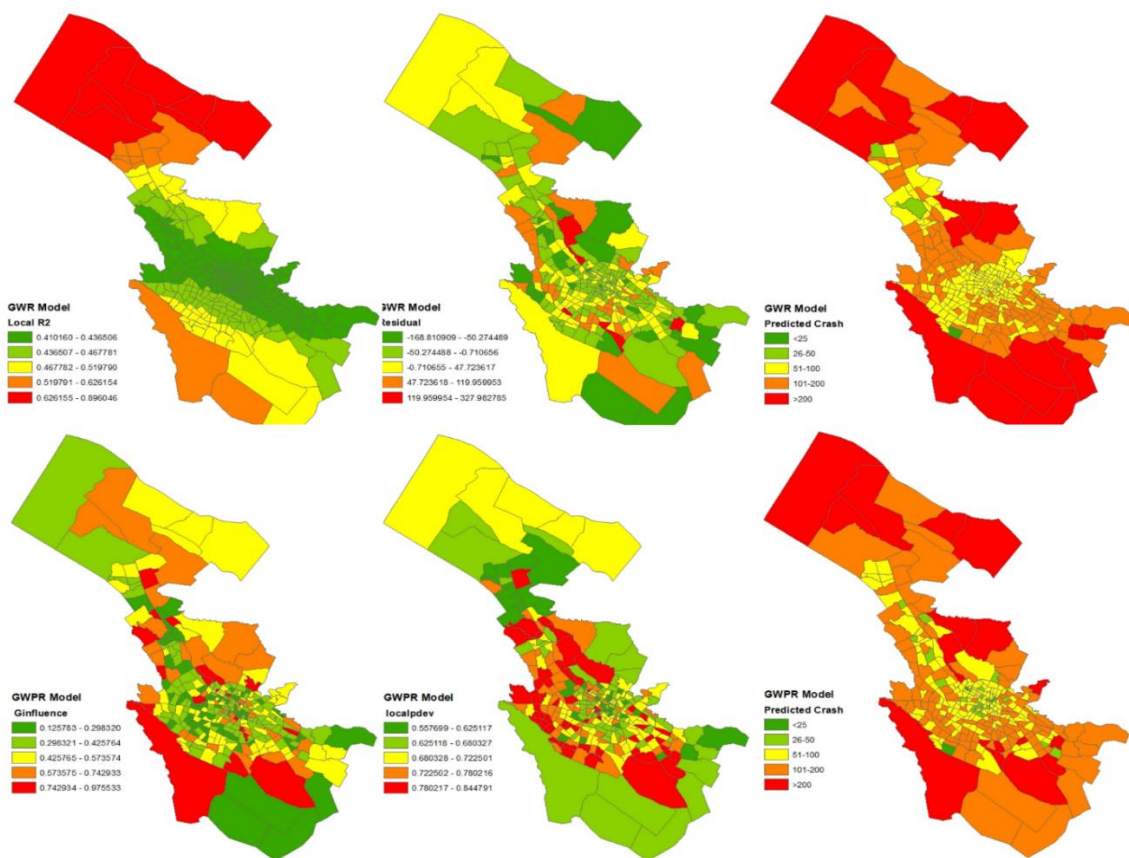 GWR Model
Local R2
0.410160 - 0.436506
0.436507 - 0.467781
0.467782 - 0.519790
0.519791 - 0.626154
0.626155 - 0.896046
GWR Model
Residual
-168.810909 - -50.274489
-50.274488 - -0.710656
-0.710655 - 47.723617
47.723618 - 119.959953
119.959954 - 327.982785
GWR Model
Predicted Crash
<25
26-50
51-100
101-200
>200
GWPR Model
Ginfluence
0.125783 - 0.298320
0.298321 - 0.425764
0.425765 - 0.573574
0.573575 - 0.742933
0.742934 - 0.975533
GWPR Model
localpdev
0.557699 - 0.625117
0.625118 - 0.680327
0.680328 - 0.722501
0.722502 - 0.780216
0.780217 - 0.844791
GWPR Model
Predicted Crash
<25
26-50
51-100
101-200
>200